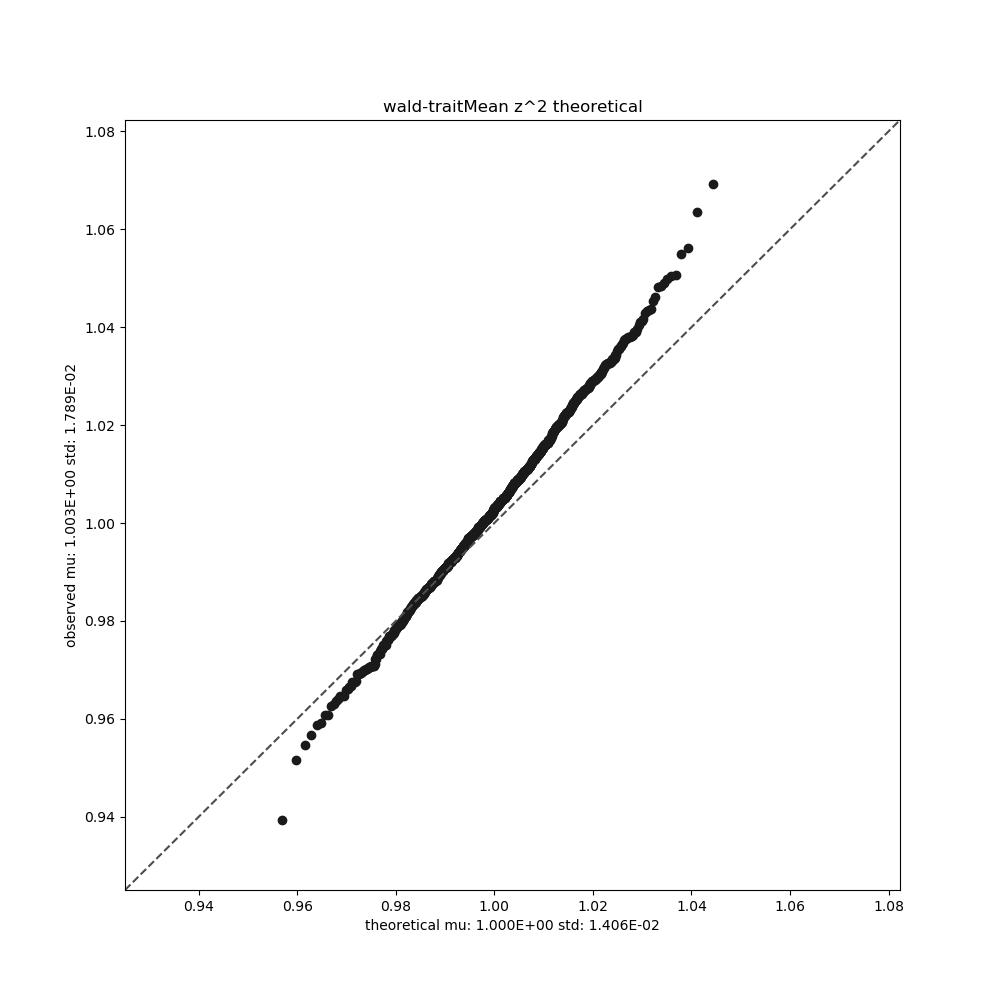 wald-traitMean z^2 theoretical
observed mu: 1.003E+00 std: 1.789E-02
1.08
1.06
1.04
1.02
1.00
0.98
0.96
0.94
0.94 0.96 0.98 1.00 1.02 1.04 1.06 1.08
theoretical mu: 1.000E+00 std: 1.406E-02